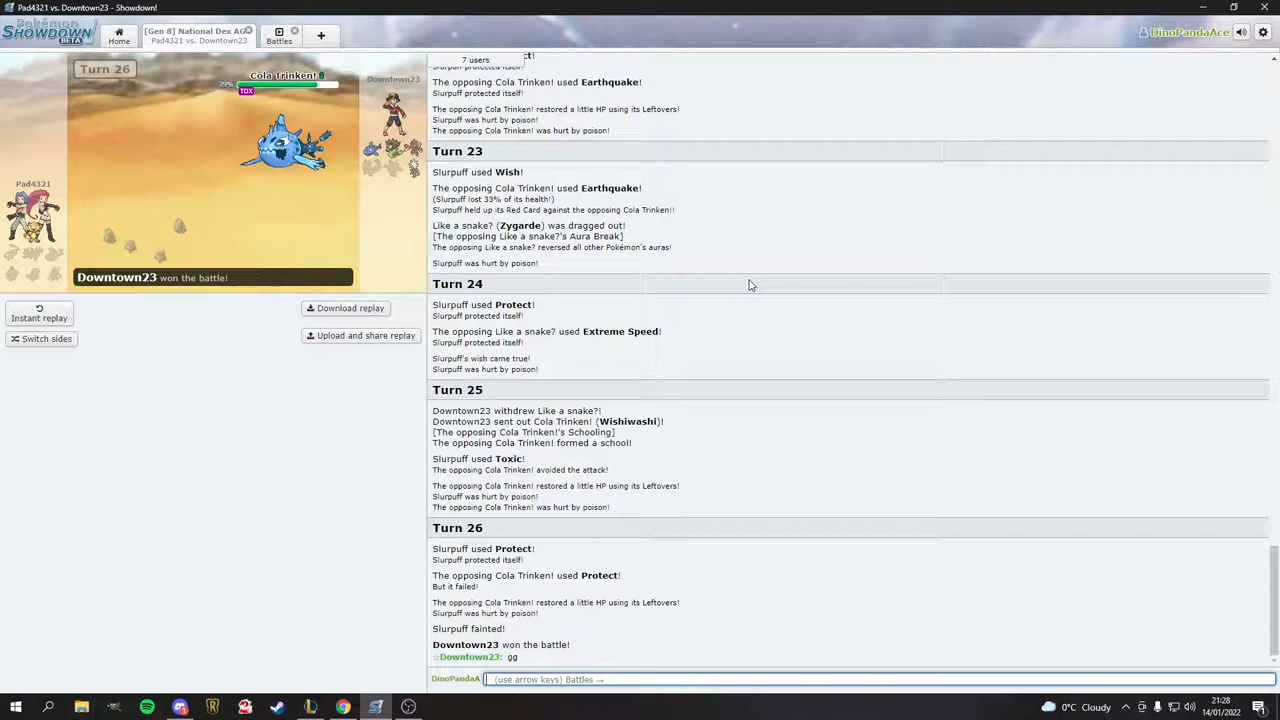 Pad4321 vs. Downtown23 - Showdown!
POKÉMON
SHOWDOWN
BETA
Home
[Gen 8] National Dex AG
Pad4321 vs. Downtown23
Battles
DinoPandaAce
Turn 26
Cola Trinken!
79%
TOX
Downtown23
Pad4321
Downtown23 won the battle!
Instant replay
Switch sides
Download replay
Upload and share replay
7 users
The opposing Cola Trinken! used Earthquake!
Slurpuff protected itself!
The opposing Cola Trinken! restored a little HP using its Leftovers!
Slurpuff was hurt by poison!
The opposing Cola Trinken! was hurt by poison!
Turn 23
Slurpuff used Wish!
The opposing Cola Trinken! used Earthquake!
(Slurpuff lost 33% of its health!)
Slurpuff held up its Red Card against the opposing Cola Trinken!!
Like a snake? (Zygarde) was dragged out!
[The opposing Like a snake?'s Aura Break]
The opposing Like a snake? reversed all other Pokémon's auras!
Slurpuff was hurt by poison!
Turn 24
Slurpuff used Protect!
Slurpuff protected itself!
The opposing Like a snake? used Extreme Speed!
Slurpuff protected itself!
Slurpuff's wish came true!
Slurpuff was hurt by poison!
Turn 25
Downtown23 withdrew Like a snake?!
Downtown23 sent out Cola Trinken! (Wishiwashi)!
[The opposing Cola Trinken!'s Schooling]
The opposing Cola Trinken! formed a school!
Slurpuff used Toxic!
The opposing Cola Trinken! avoided the attack!
The opposing Cola Trinken! restored a little HP using its Leftovers!
Slurpuff was hurt by poison!
The opposing Cola Trinken! was hurt by poison!
Turn 26
Slurpuff used Protect!
Slurpuff protected itself!
The opposing Cola Trinken! used Protect!
But it failed!
The opposing Cola Trinken! restored a little HP using its Leftovers!
Slurpuff was hurt by poison!
Slurpuff fainted!
Downtown23 won the battle!
☆Downtown23: gg
DinoPandaA
(use arrow keys) Battles →
0°C Cloudy
21:28
14/01/2022